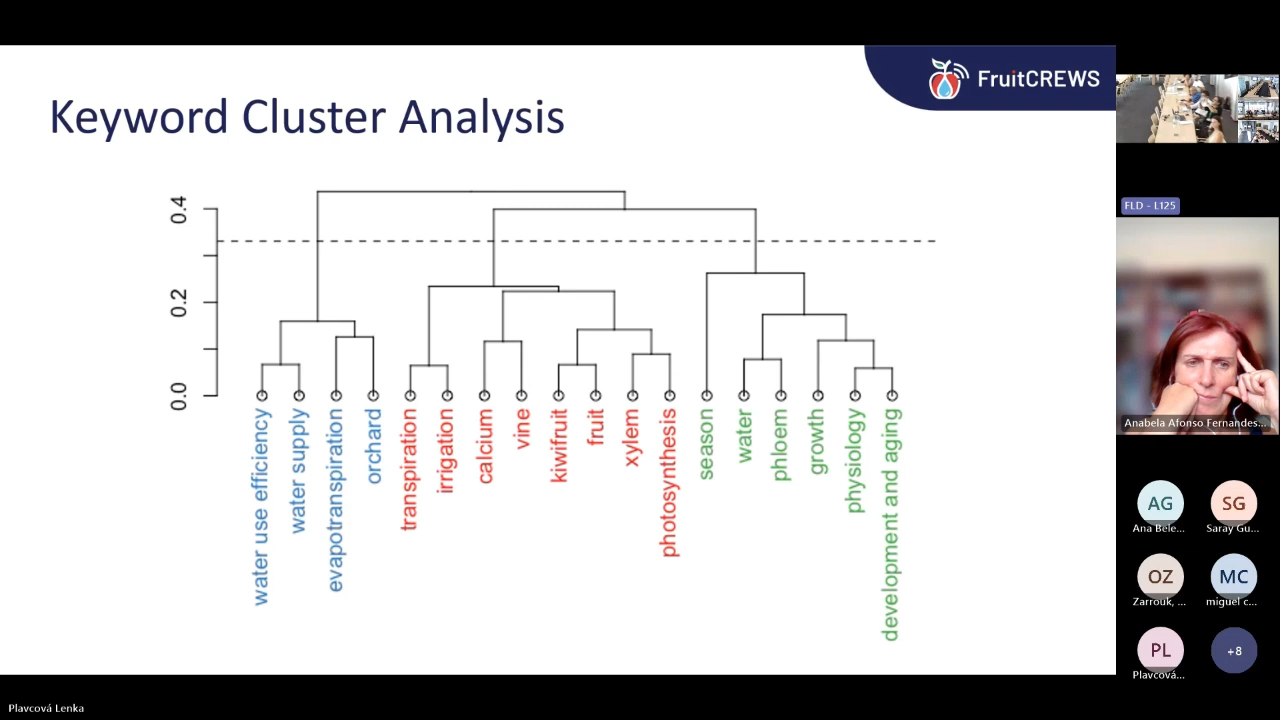 FruitCREWS
Keyword Cluster Analysis
0.4
0.2
0.0
water use efficiency
water supply
evapotranspiration
orchard
transpiration
irrigation
calcium
vine
kiwifruit
fruit
xylem
photosynthesis
season
water
phloem
growth
physiology
development and aging
FLD - L125
Anabela Afonso Fernandes...
AG
Ana Bele...
SG
Saray Gu...
OZ
Zarrouk, ...
MC
miguel c...
PL
Plavcová...
+8
Plavcová Lenka